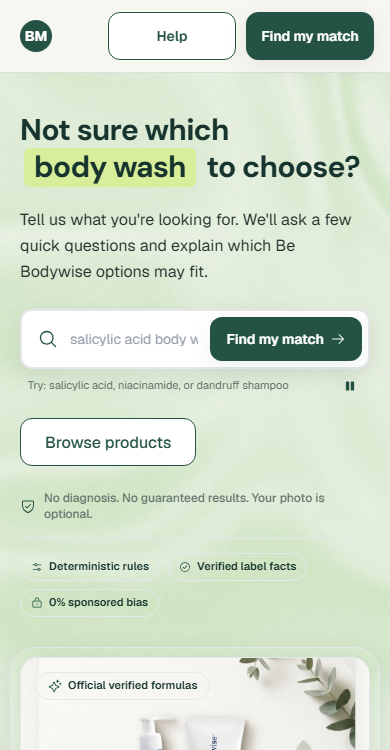 BM
Help
Find my match
Not sure which
body wash to choose?
Tell us what you're looking for. We'll ask a few
quick questions and explain which Be
Bodywise options may fit.
salicylic acid body w
Find my match →
Try: salicylic acid, niacinamide, or dandruff shampoo
Browse products
No diagnosis. No guaranteed results. Your photo is
optional.
Deterministic rules
Verified label facts
0% sponsored bias
Official verified formulas